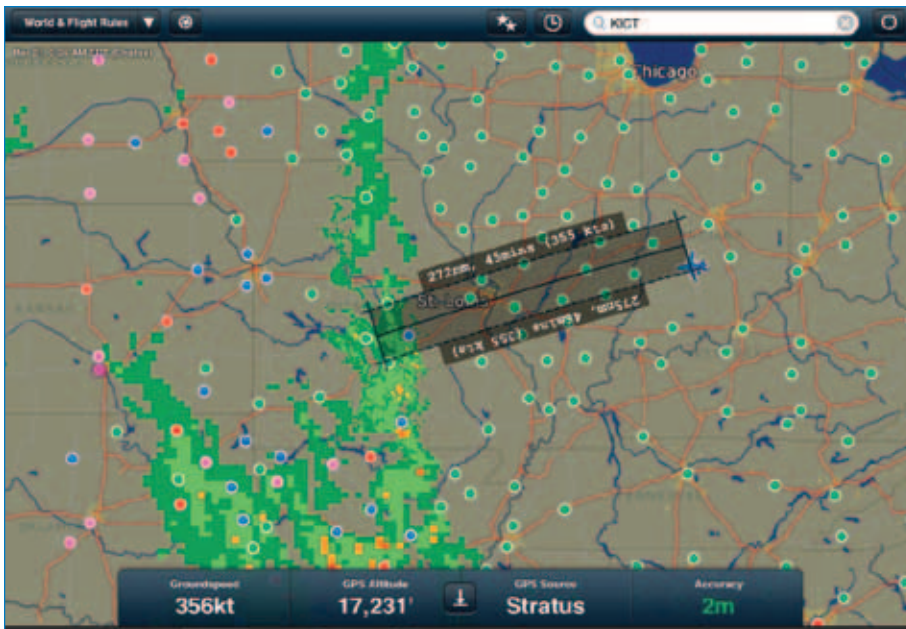 World & Flight Rules
KICT
Chicago
272nm, 45mins (355 kts)
St. Louis
275nm, 46mins (355 kts)
Groundspeed
356kt
GPS Altitude
17,231'
GPS Source
Stratus
Accuracy
2m